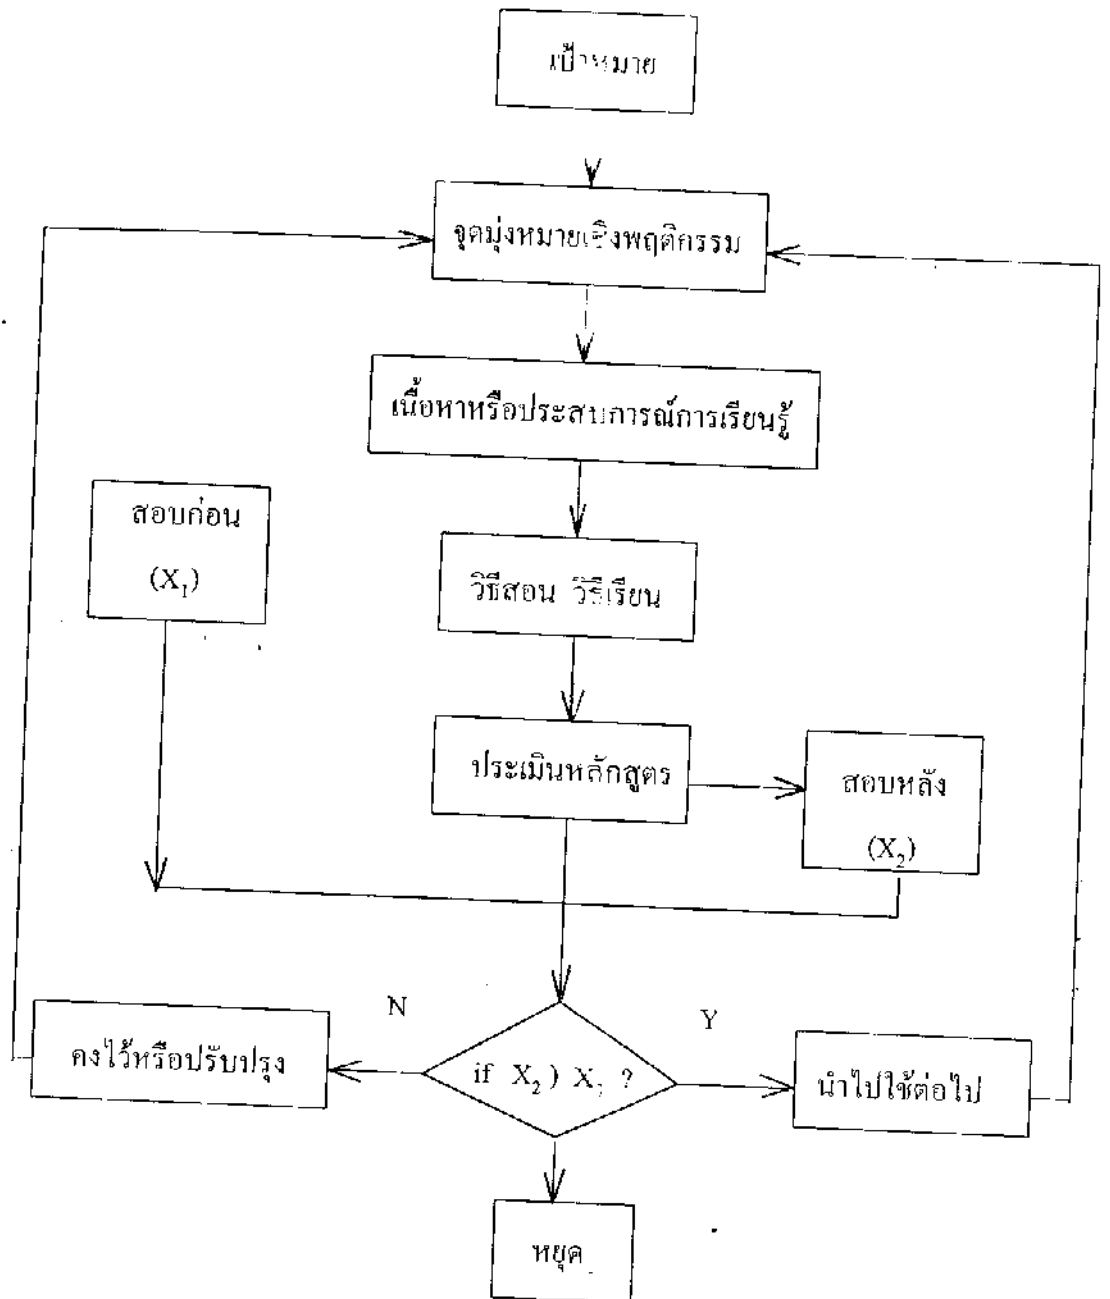 เป้าหมาย
จุดมุ่งหมายเชิงพฤติกรรม
เนื้อหาหรือประสบการณ์การเรียนรู้
สอบก่อน
(X₁)
วิธีสอน วิธีเรียน
ประเมินหลักสูตร
สอบหลัง
(X₂)
N
Y
คงไว้หรือปรับปรุง
if X₂ ) X ?
นำไปใช้ต่อไป
หยุด